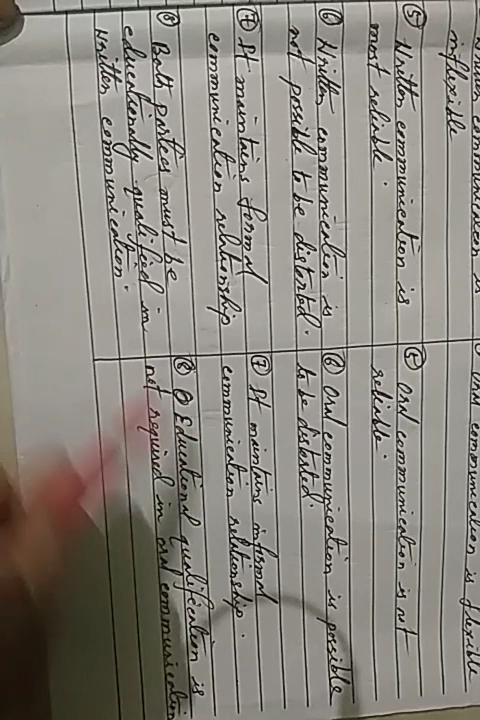 Written communication is
inflexible
⑤ Written communication is
most reliable.
⑥ Written communication is
not possible to be distorted.
⑦ It maintains formal
communication relationship
⑧ Both parties must be
educationally qualified in
written communication.
Oral communication is flexible
⑤ Oral communication is not
reliable.
⑥ Oral communication is possible
to be distorted.
⑦ It maintains informal
communication relationship.
⑧ Educational qualification is
not required in oral communication